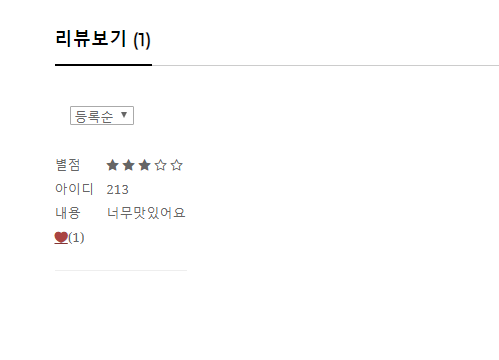 리뷰보기 (1)
등록순 ▼
별점 ★★★☆☆
아이디 213
내용 너무맛있어요
♥(1)